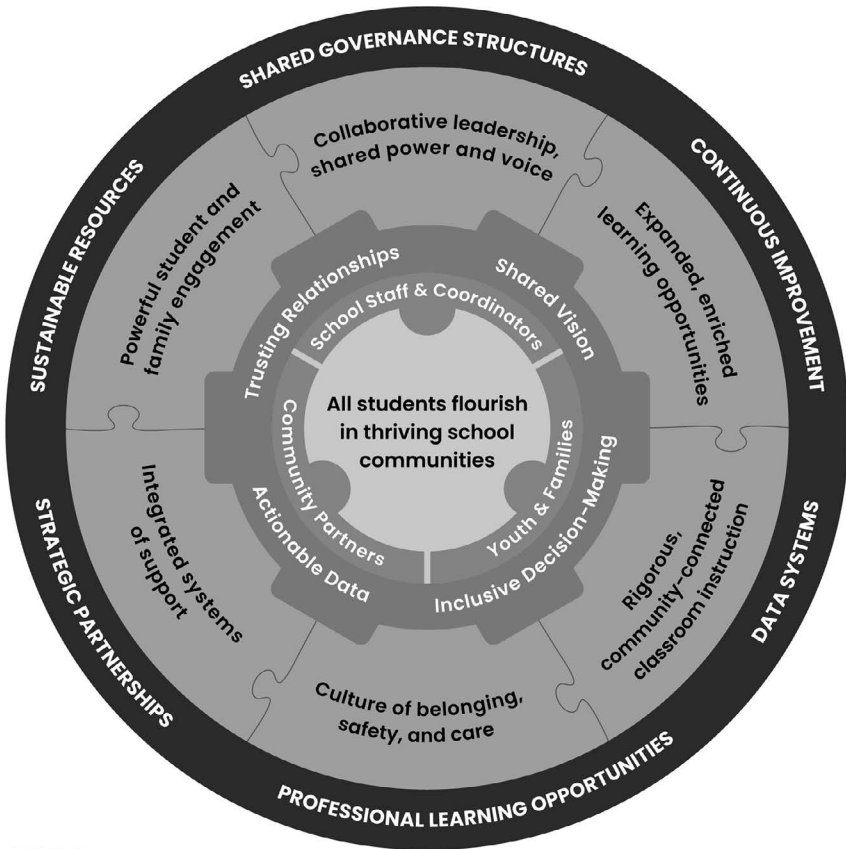 SHARED GOVERNANCE STRUCTURES
CONTINUOUS IMPROVEMENT
DATA SYSTEMS
PROFESSIONAL LEARNING OPPORTUNITIES
STRATEGIC PARTNERSHIPS
SUSTAINABLE RESOURCES
Collaborative leadership,
shared power and voice
Expanded, enriched
learning opportunities
Rigorous,
community-connected
classroom instruction
Culture of belonging,
safety, and care
Integrated systems
of support
Powerful student and
family engagement
Trusting Relationships
Shared Vision
Inclusive Decision-Making
Actionable Data
School Staff & Coordinators
Youth & Families
Community Partners
All students flourish
in thriving school
communities